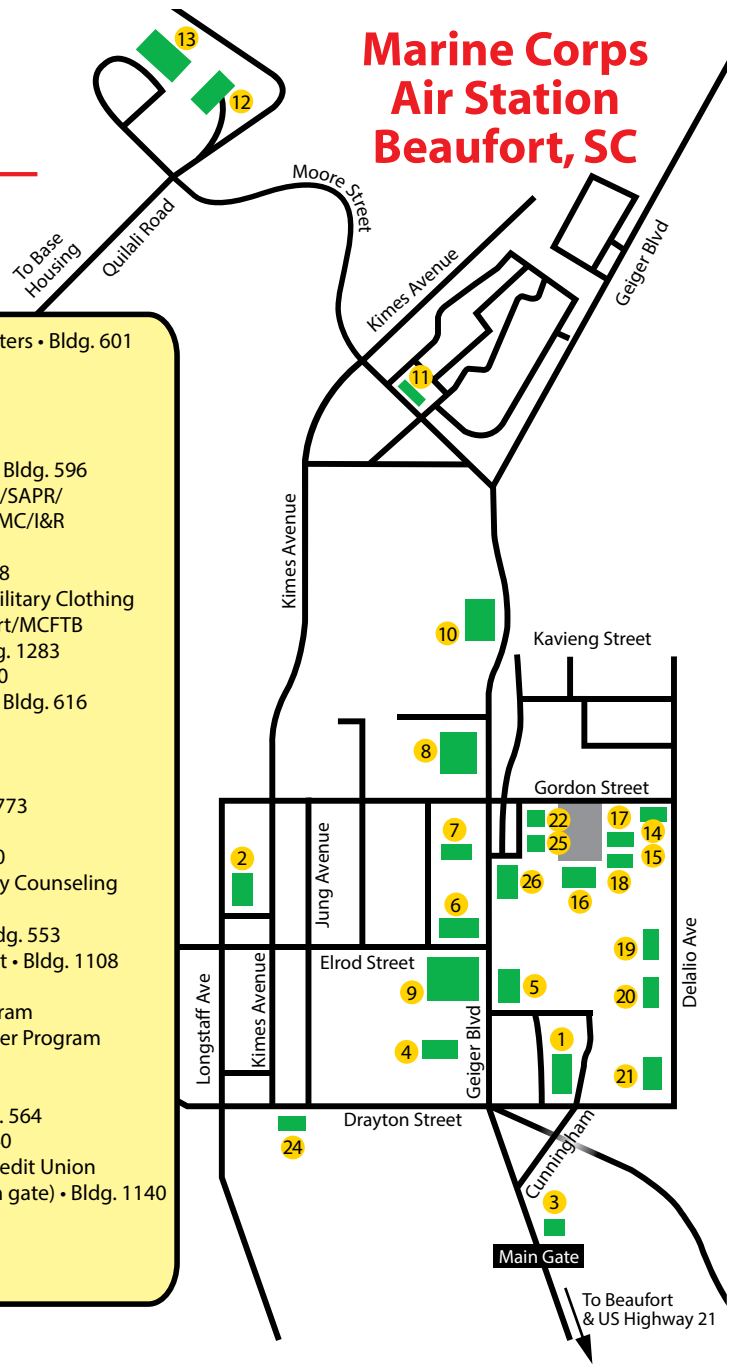 Marine Corps
Air Station
Beaufort, SC
13
12
Moore Street
To Base
Housing
Quilali Road
Kimes Avenue
Geiger Blvd
11
ters • Bldg. 601
Bldg. 596
/SAPR/
MC/I&R
8
ilitary Clothing
rt/MCFTB
g. 1283
0
Bldg. 616
773
0
y Counseling
dg. 553
t • Bldg. 1108
ram
er Program
. 564
0
edit Union
n gate) • Bldg. 1140
Kimes Avenue
10
Kavieng Street
8
Gordon Street
22
17
14
7
25
15
2
Jung Avenue
26
16
18
6
19
Elrod Street
Delalio Ave
Longstaff Ave
Kimes Avenue
9
5
20
Geiger Blvd
4
1
21
Drayton Street
24
Cunningham
3
Main Gate
To Beaufort
& US Highway 21